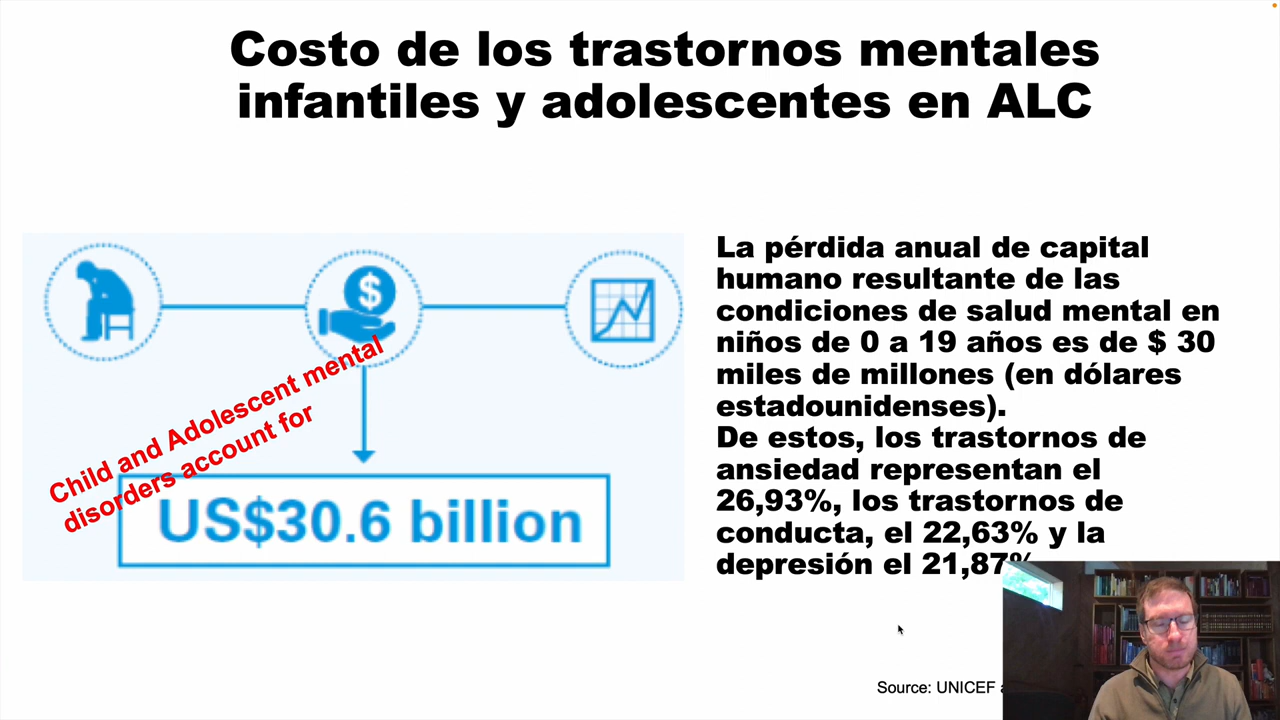 Costo de los trastornos mentales
infantiles y adolescentes en ALC
$
Child and Adolescent mental
disorders account for
US$30.6 billion
La pérdida anual de capital
humano resultante de las
condiciones de salud mental en
niños de 0 a 19 años es de $ 30
miles de millones (en dólares
estadounidenses).
De estos, los trastornos de
ansiedad representan el
26,93%, los trastornos de
conducta, el 22,63% y la
depresión el 21,87%
Source: UNICEF